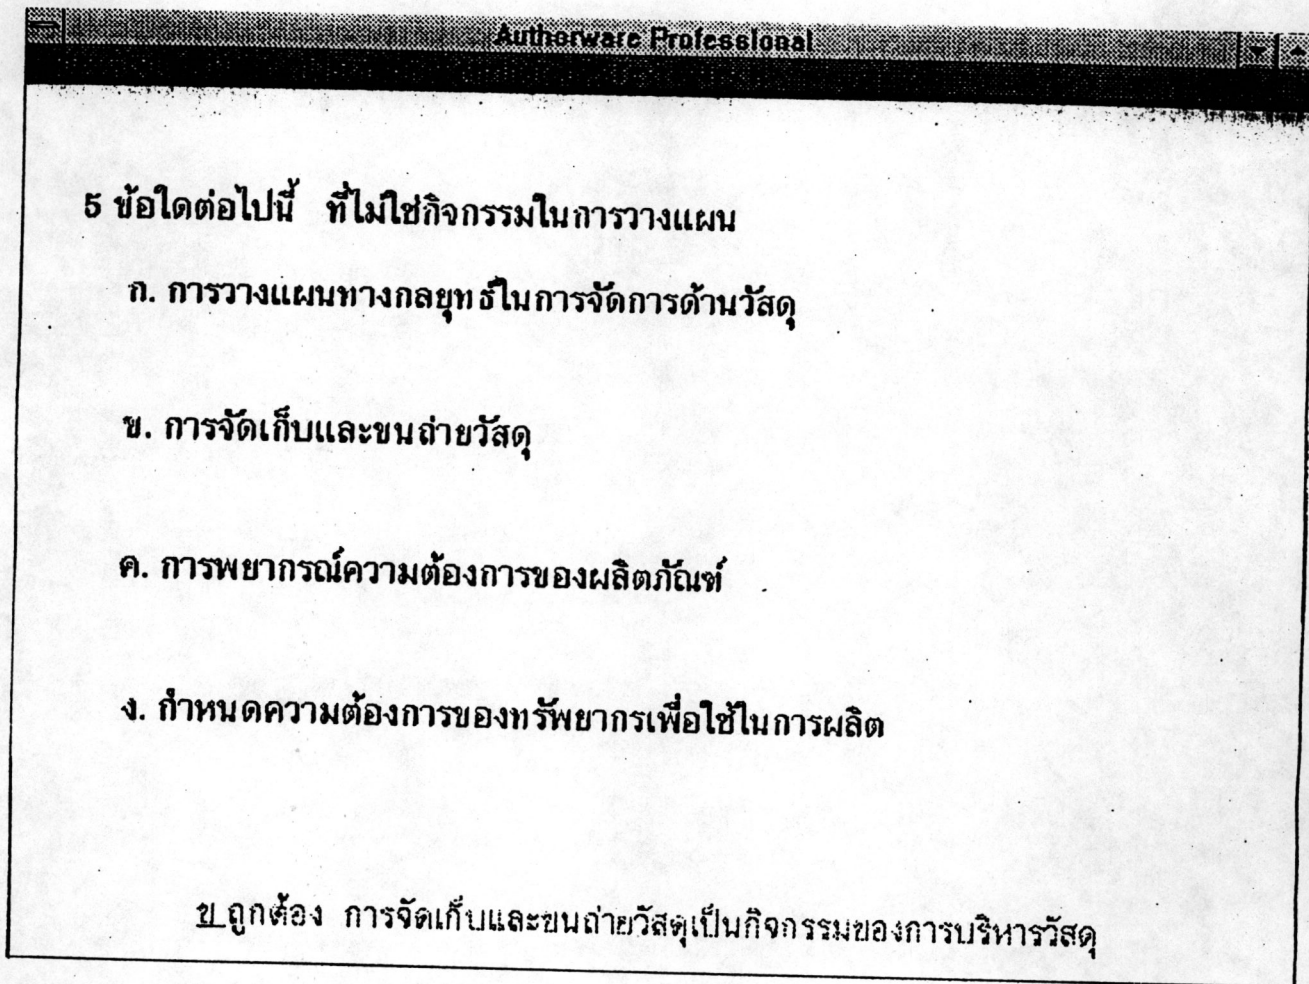 Authorware Professional
5 ข้อใดต่อไปนี้ ที่ไม่ใช่กิจกรรมในการวางแผน
ก. การวางแผนทางกลยุทธ์ในการจัดการด้านวัสดุ
ข. การจัดเก็บและขนถ่ายวัสดุ
ค. การพยากรณ์ความต้องการของผลิตภัณฑ์
ง. กำหนดความต้องการของทรัพยากรเพื่อใช้ในการผลิต
ข ถูกต้อง การจัดเก็บและขนถ่ายวัสดุเป็นกิจกรรมของการบริหารวัสดุ